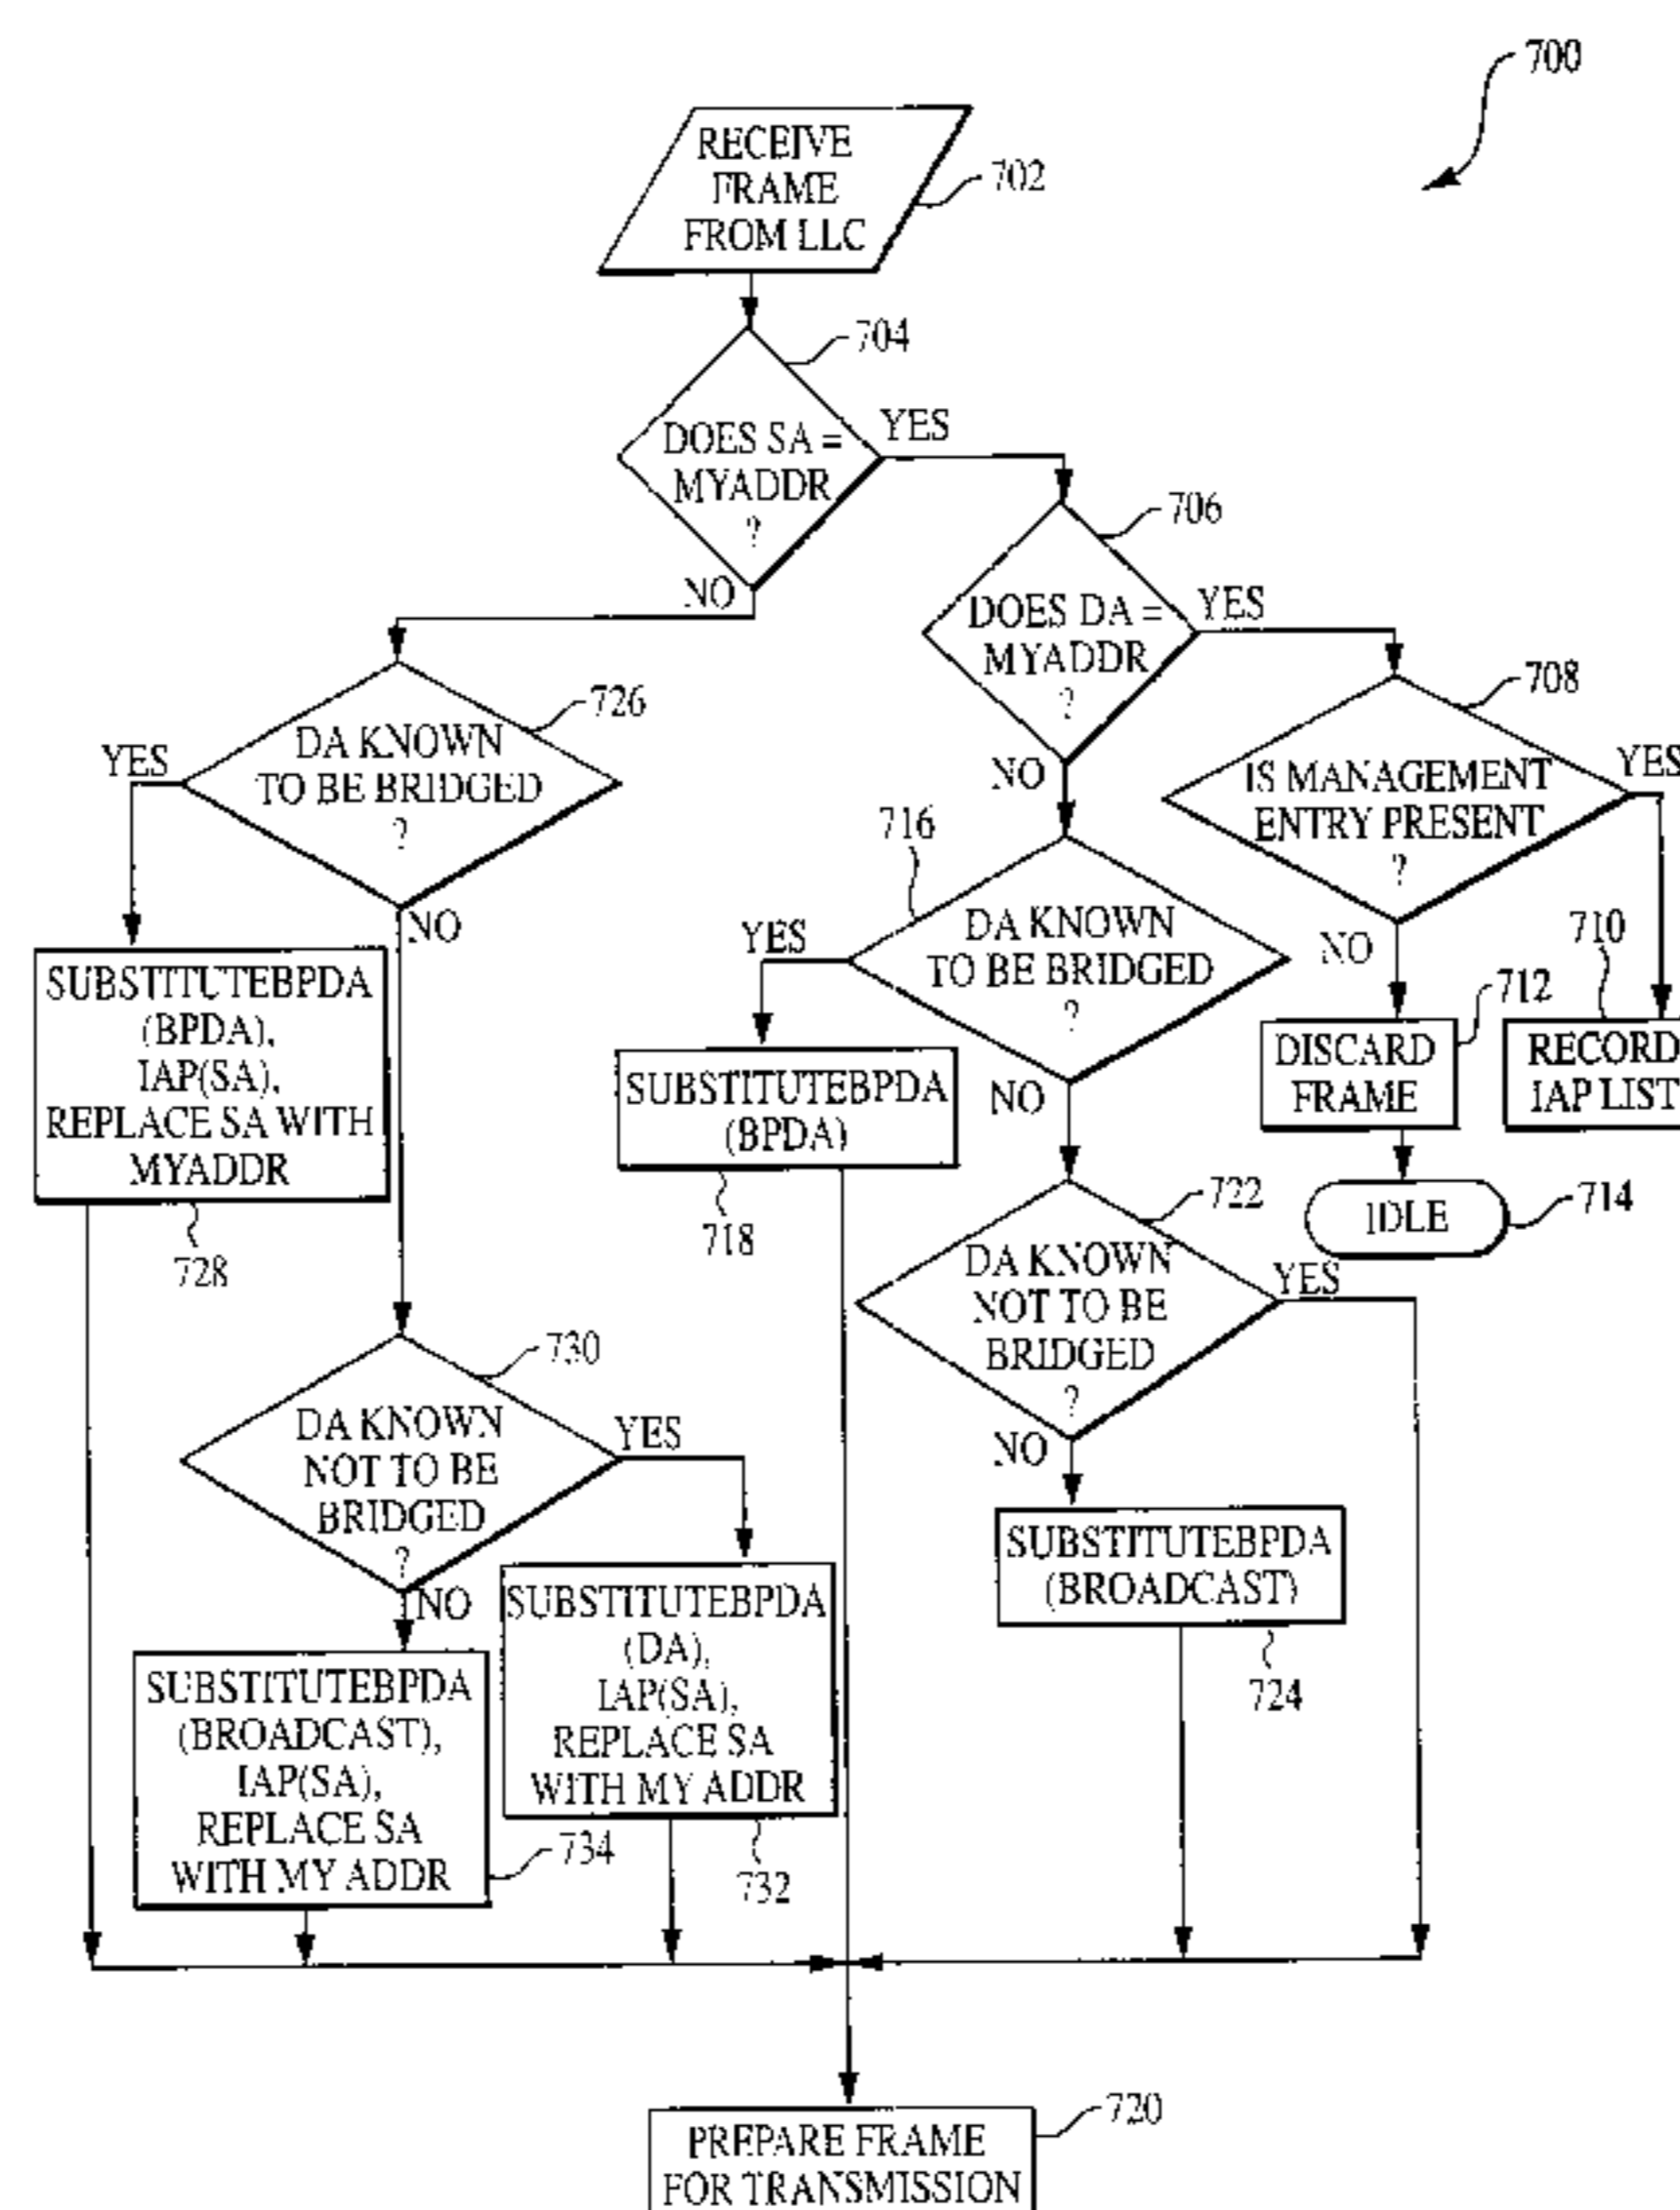 700
RECEIVE
FRAME
FROM LLC
702
704
DOES SA =
MYADDR
?
YES
NO
706
DOES DA =
MYADDR
?
YES
NO
708
IS MANAGEMENT
ENTRY PRESENT
?
YES
NO
726
DA KNOWN
TO BE BRIDGED
?
YES
NO
716
DA KNOWN
TO BE BRIDGED
?
YES
NO
710
RECORD
IAP LIST
712
DISCARD
FRAME
714
IDLE
SUBSTITUTEBPDA
(BPDA),
IAP(SA),
REPLACE SA WITH
MYADDR
728
SUBSTITUTEBPDA
(BPDA)
718
722
DA KNOWN
NOT TO BE
BRIDGED
?
YES
NO
730
DA KNOWN
NOT TO BE
BRIDGED
?
YES
NO
SUBSTITUTEBPDA
(BROADCAST)
724
SUBSTITUTEBPDA
(DA),
IAP(SA),
REPLACE SA
WITH MY ADDR
732
SUBSTITUTEBPDA
(BROADCAST),
IAP(SA),
REPLACE SA
WITH MY ADDR
734
720
PREPARE FRAME
FOR TRANSMISSION